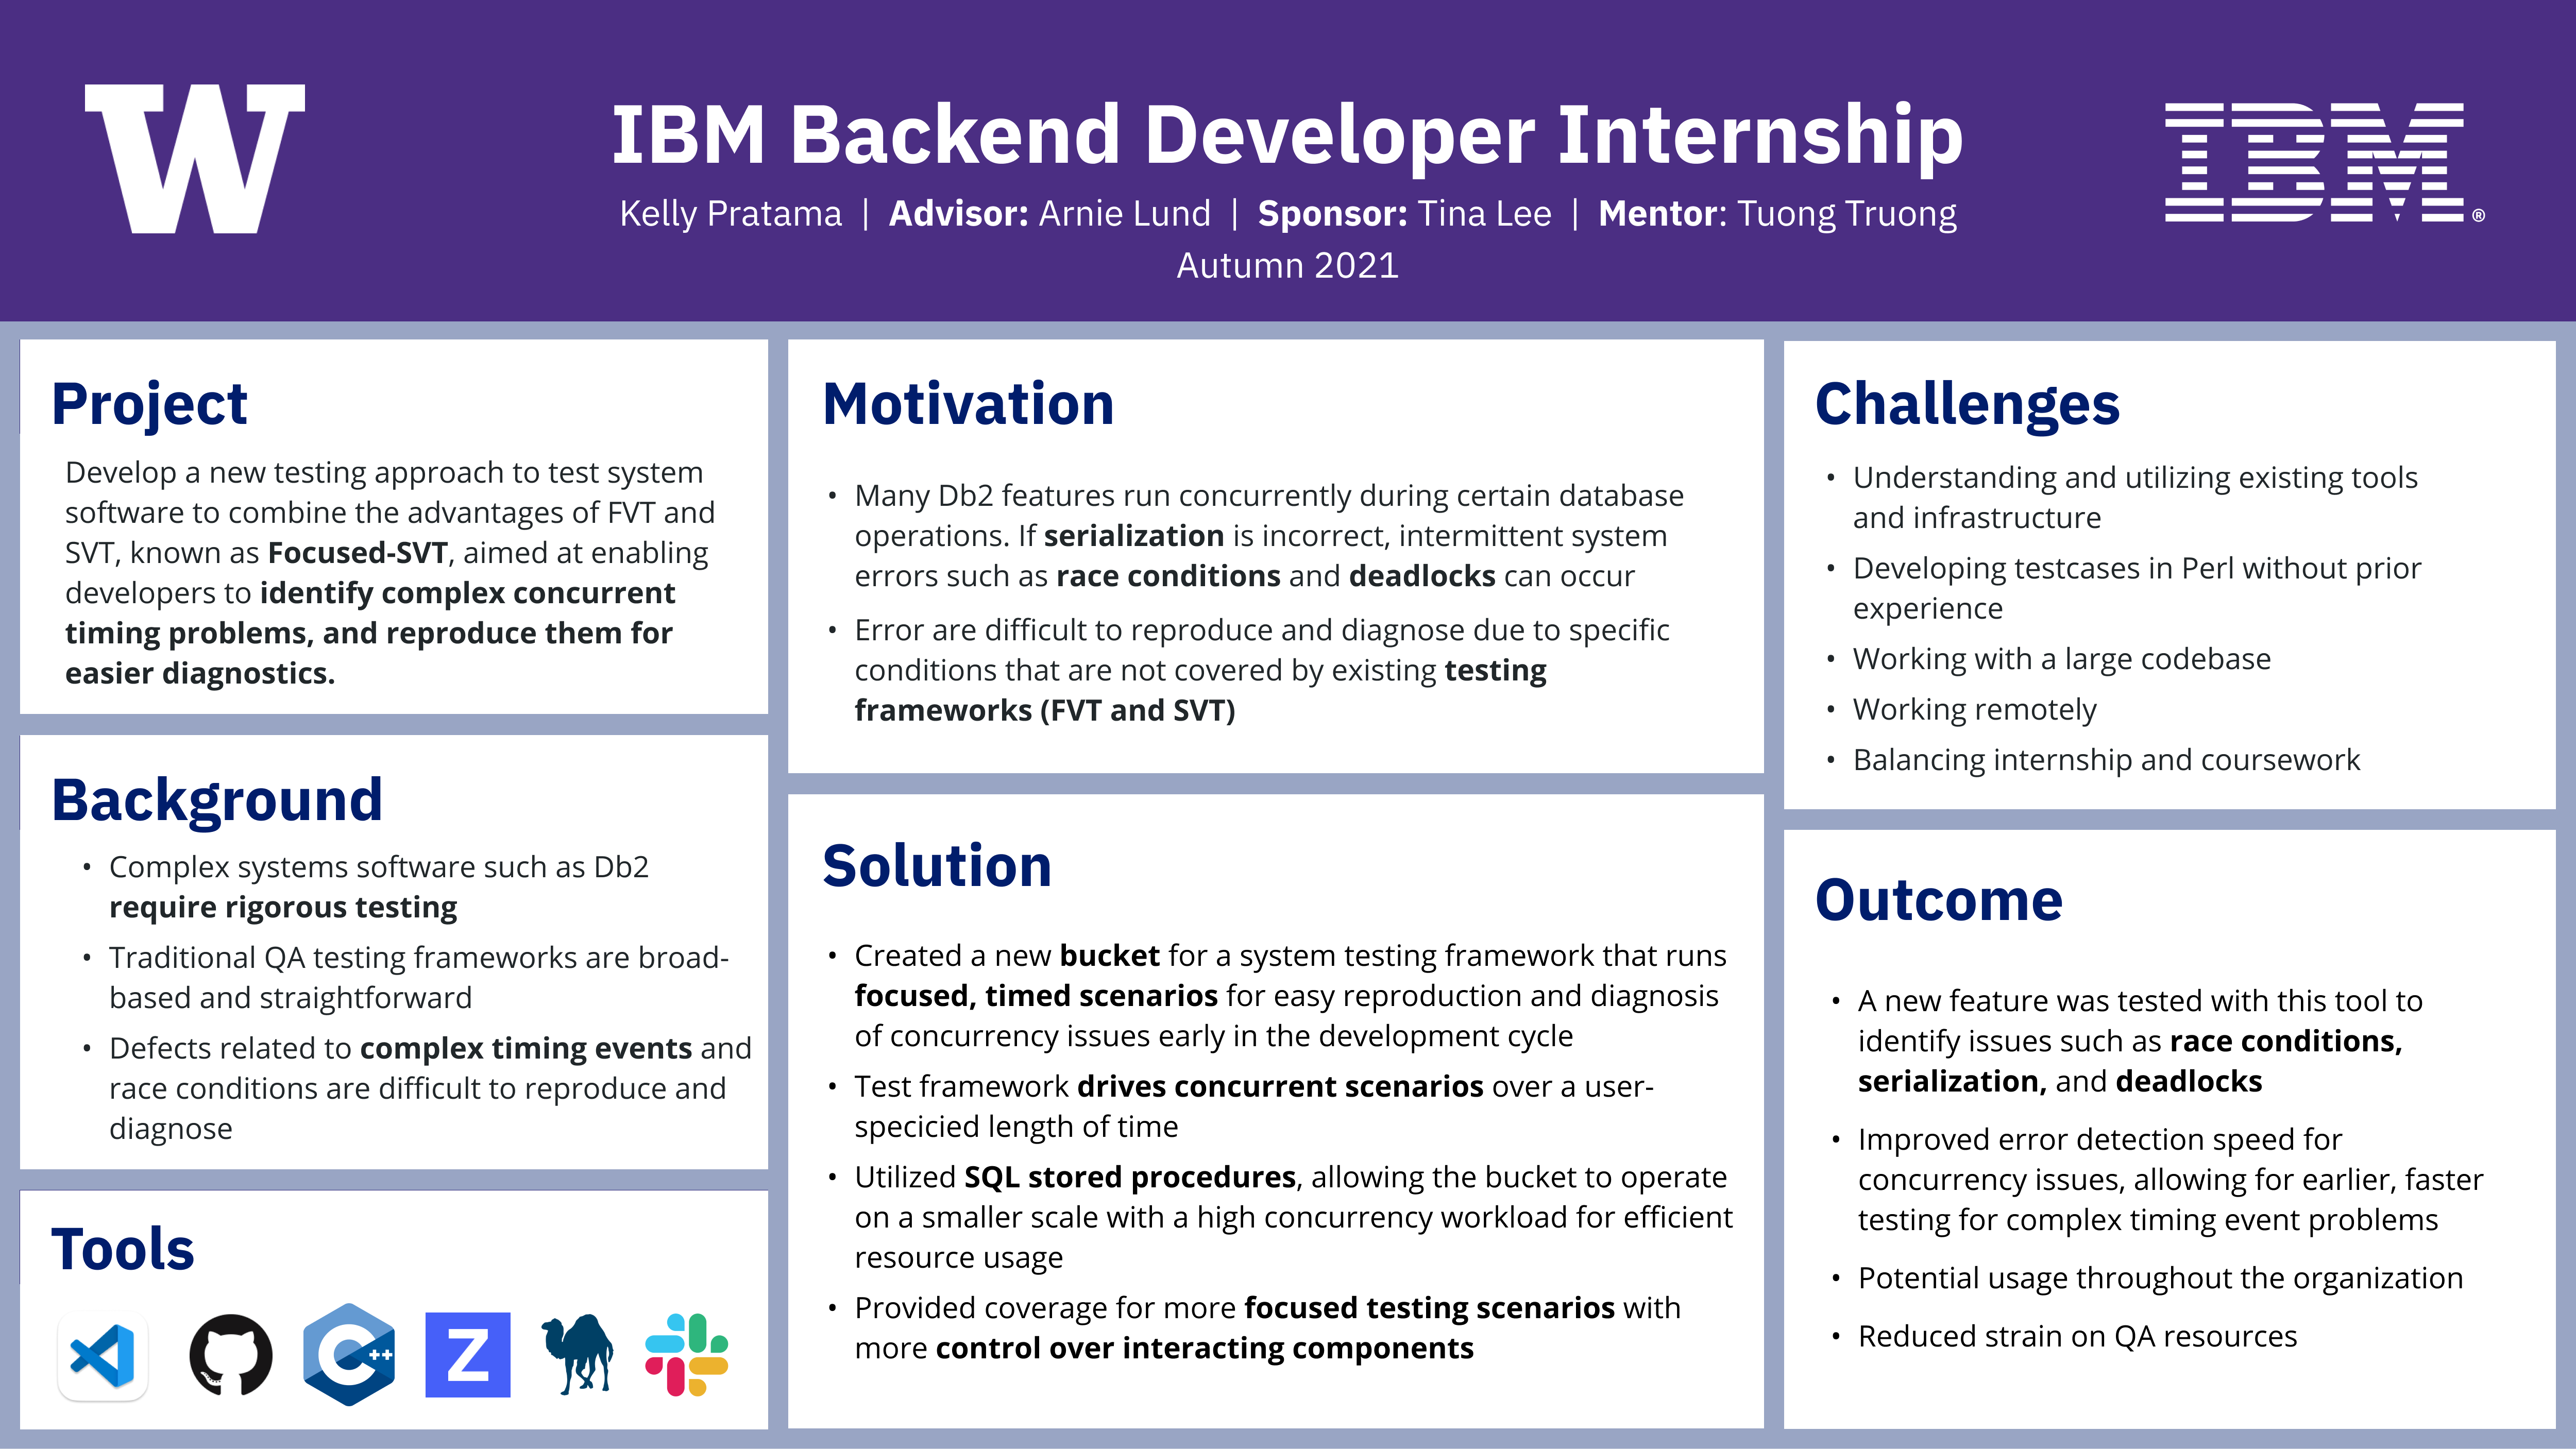 W
IBM Backend Developer Internship
Kelly Pratama | Advisor: Arnie Lund | Sponsor: Tina Lee | Mentor: Tuong Truong
Autumn 2021
IBM®
Project
Develop a new testing approach to test system
software to combine the advantages of FVT and
SVT, known as Focused-SVT, aimed at enabling
developers to identify complex concurrent
timing problems, and reproduce them for
easier diagnostics.
Background
• Complex systems software such as Db2
require rigorous testing
• Traditional QA testing frameworks are broad-
based and straightforward
• Defects related to complex timing events and
race conditions are difficult to reproduce and
diagnose
Tools
C++
Z
Motivation
• Many Db2 features run concurrently during certain database
operations. If serialization is incorrect, intermittent system
errors such as race conditions and deadlocks can occur
• Error are difficult to reproduce and diagnose due to specific
conditions that are not covered by existing testing
frameworks (FVT and SVT)
Solution
• Created a new bucket for a system testing framework that runs
focused, timed scenarios for easy reproduction and diagnosis
of concurrency issues early in the development cycle
• Test framework drives concurrent scenarios over a user-
specicied length of time
• Utilized SQL stored procedures, allowing the bucket to operate
on a smaller scale with a high concurrency workload for efficient
resource usage
• Provided coverage for more focused testing scenarios with
more control over interacting components
Challenges
• Understanding and utilizing existing tools
and infrastructure
• Developing testcases in Perl without prior
experience
• Working with a large codebase
• Working remotely
• Balancing internship and coursework
Outcome
• A new feature was tested with this tool to
identify issues such as race conditions,
serialization, and deadlocks
• Improved error detection speed for
concurrency issues, allowing for earlier, faster
testing for complex timing event problems
• Potential usage throughout the organization
• Reduced strain on QA resources